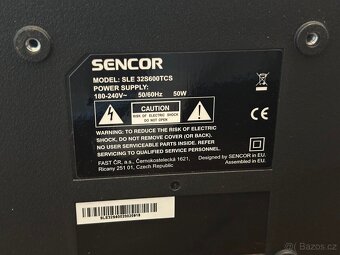 SENCOR
MODEL: SLE 32S600TCS
POWER SUPPLY:
180-240V~ 50/60Hz 50W
CAUTION
RISK OF ELECTRIC SHOCK
DO NOT OPEN
WARNING: TO REDUCE THE RISK OF ELECTRIC
SHOCK, DO NOT REMOVE COVER (OR BACK).
NO USER-SERVICEABLE PARTS INSIDE. REFER
SERVICING TO QUALIFIED SERVICE PERSONNEL.
FAST ČR, a.s., Černokostelecká 1621,
Říčany 251 01, Czech Republic
Designed by SENCOR in EU.
Assembled in EU.
Bazoš.cz